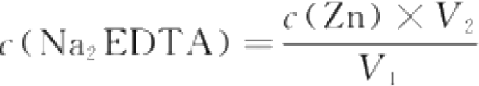 c(Na₂EDTA) = c(Zn) × V₂ / V₁